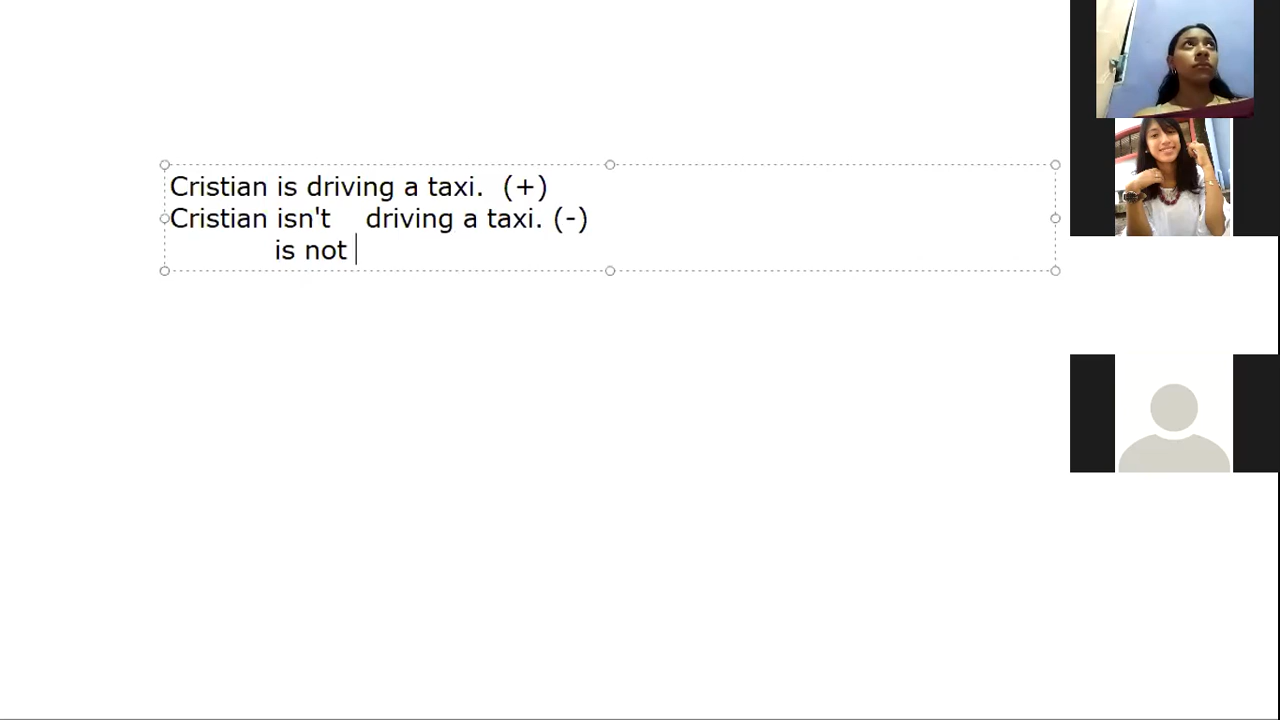 Cristian is driving a taxi. (+)
Cristian isn't driving a taxi. (-)
is not